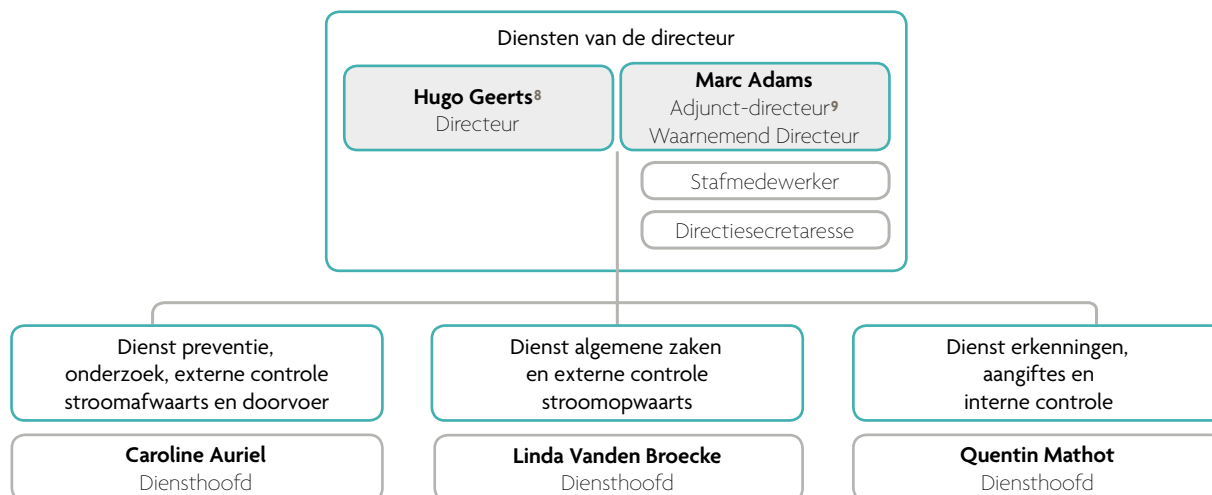 Diensten van de directeur
Hugo Geerts⁸
Directeur
Marc Adams
Adjunct-directeur⁹
Waarnemend Directeur
Stafmedewerker
Directiesecretaresse
Dienst preventie,
onderzoek, externe controle
stroomafwaarts en doorvoer
Caroline Auriel
Diensthoofd
Dienst algemene zaken
en externe controle
stroomopwaarts
Linda Vanden Broecke
Diensthoofd
Dienst erkenningen,
aangiftes en
interne controle
Quentin Mathot
Diensthoofd